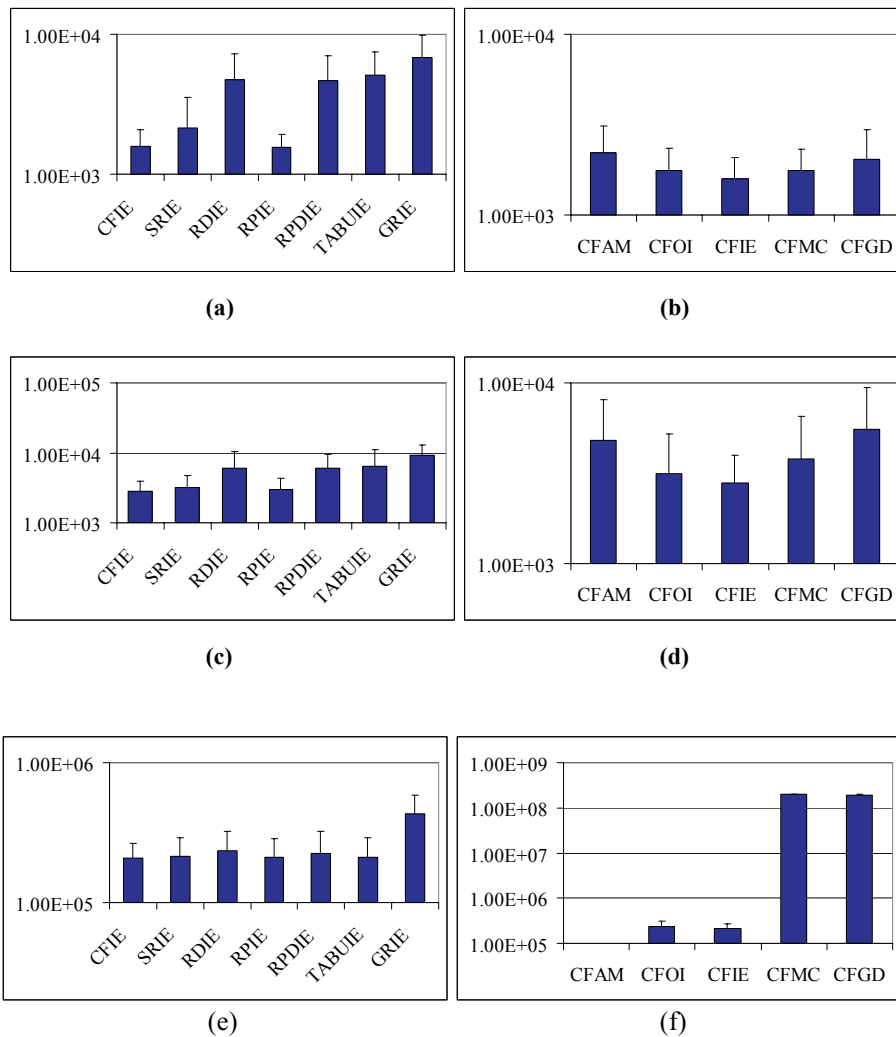 1.00E+04
1.00E+03
CFIE SRIE RDIE RPIE RPDIE TABUIE GRIE
(a)
1.00E+04
1.00E+03
CFAM CFOI CFIE CFMC CFGD
(b)
1.00E+05
1.00E+04
1.00E+03
CFIE SRIE RDIE RPIE RPDIE TABUIE GRIE
(c)
1.00E+04
1.00E+03
CFAM CFOI CFIE CFMC CFGD
(d)
1.00E+06
1.00E+05
CFIE SRIE RDIE RPIE RPDIE TABUIE GRIE
(e)
1.00E+09
1.00E+08
1.00E+07
1.00E+06
1.00E+05
CFAM CFOI CFIE CFMC CFGD
(f)